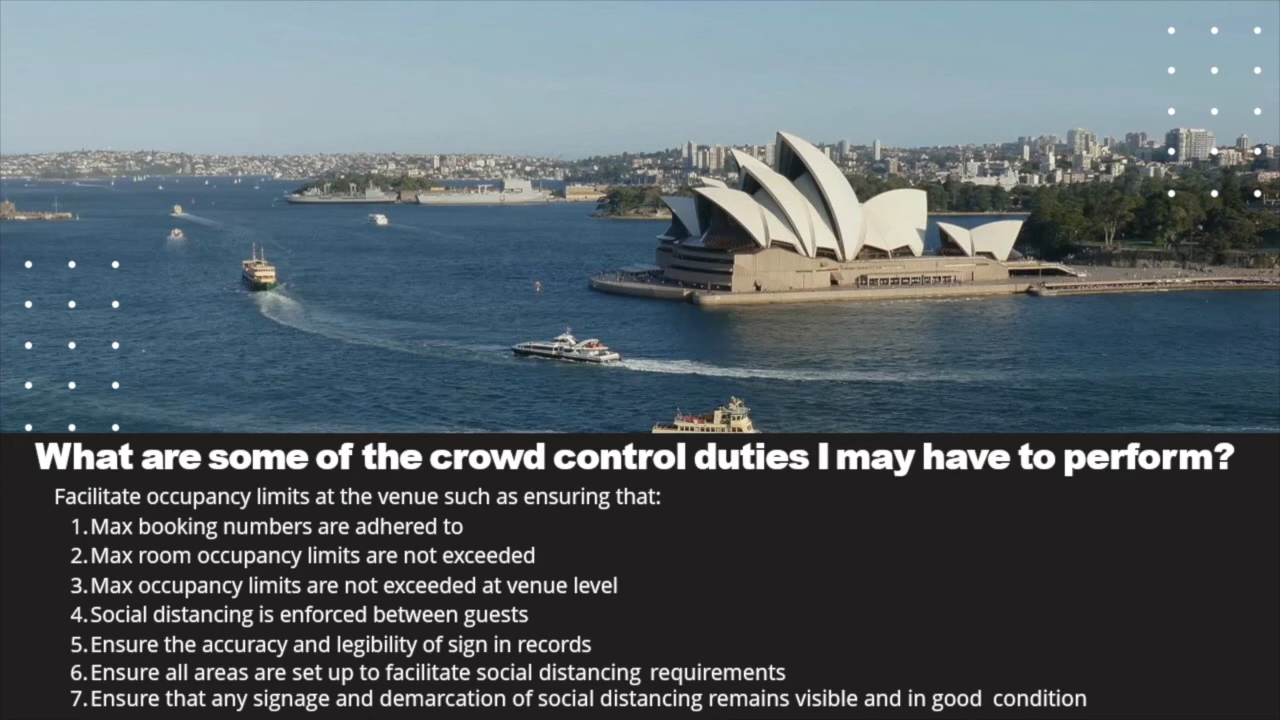 What are some of the crowd control duties I may have to perform?
Facilitate occupancy limits at the venue such as ensuring that:
1. Max booking numbers are adhered to
2. Max room occupancy limits are not exceeded
3. Max occupancy limits are not exceeded at venue level
4. Social distancing is enforced between guests
5. Ensure the accuracy and legibility of sign in records
6. Ensure all areas are set up to facilitate social distancing requirements
7. Ensure that any signage and demarcation of social distancing remains visible and in good condition